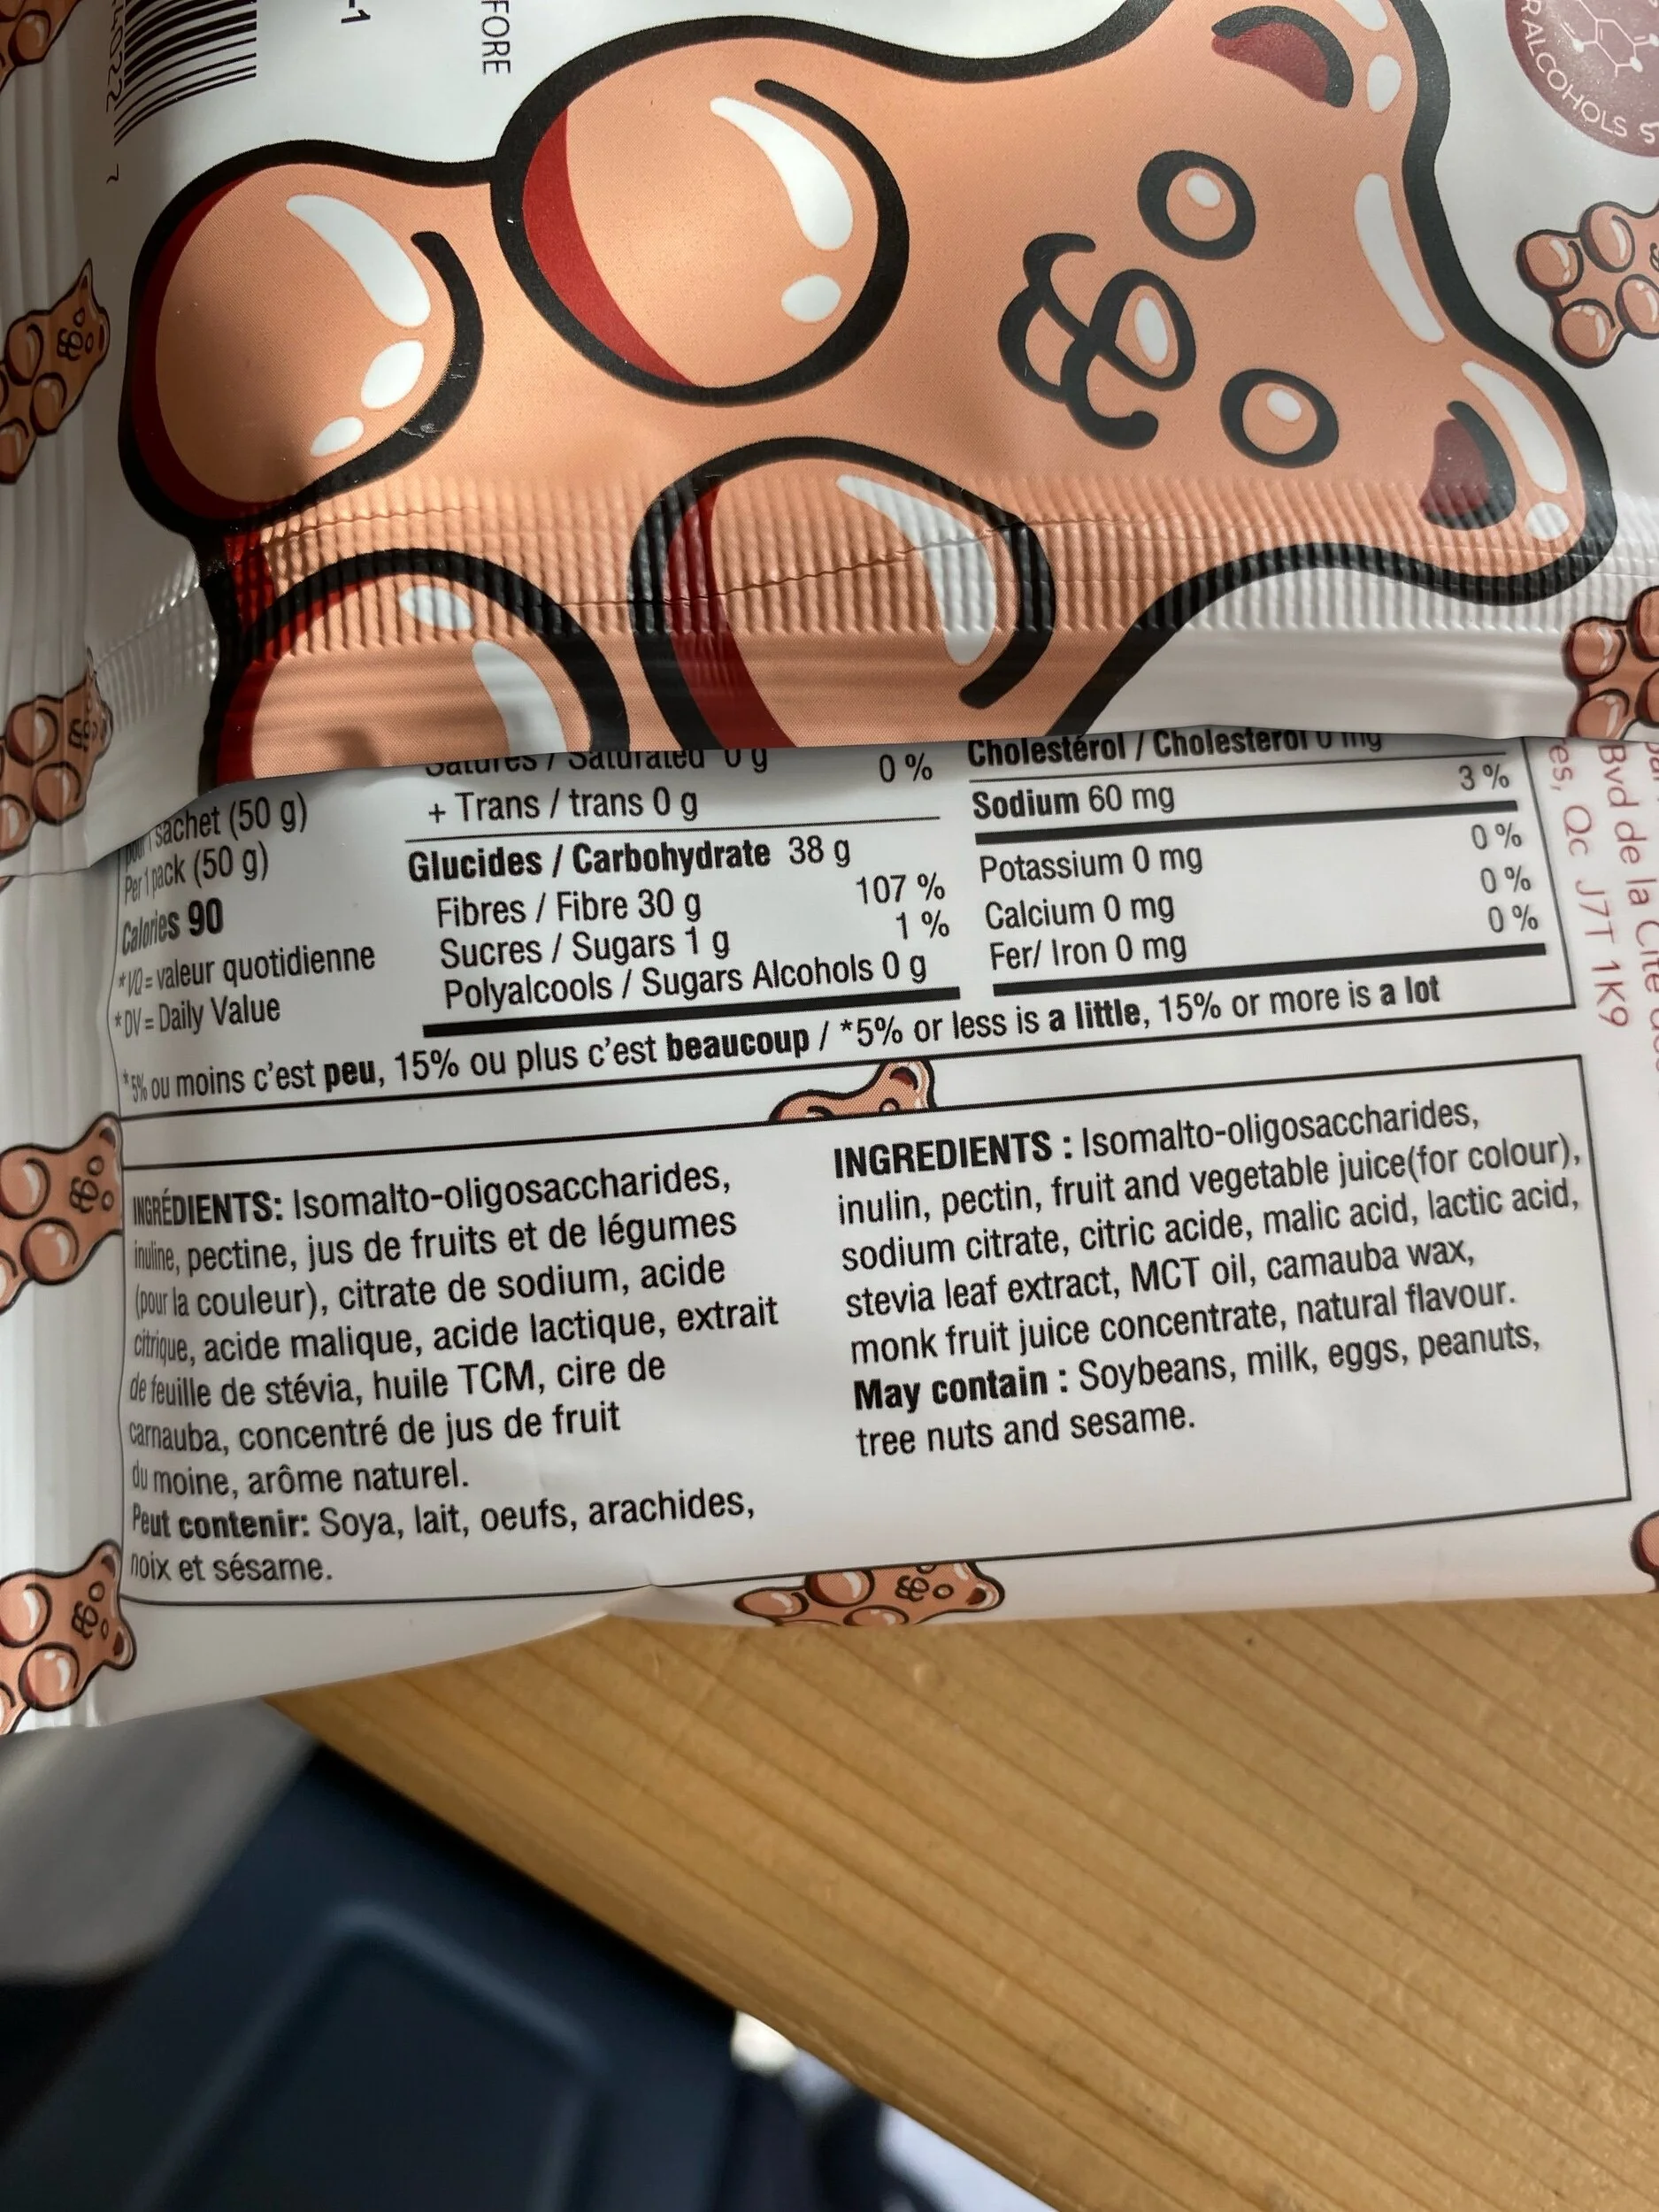 FORE
-1
RALCOHOLS S
Saturés / Saturated 0 g
0 %
+ Trans / trans 0 g
Cholestérol / Cholesterol 0 mg
Sodium 60 mg
3 %
pour 1 sachet (50 g)
Per 1 pack (50 g)
Calories 90
*VQ = valeur quotidienne
*DV = Daily Value
Glucides / Carbohydrate 38 g
Fibres / Fibre 30 g
107 %
Sucres / Sugars 1 g
1 %
Polyalcools / Sugars Alcohols 0 g
Potassium 0 mg
0 %
Calcium 0 mg
0 %
Fer/ Iron 0 mg
0 %
*5% ou moins c’est peu, 15% ou plus c’est beaucoup / *5% or less is a little, 15% or more is a lot
Bvd de la Cité
es, Qc J7T 1K9
INGRÉDIENTS: Isomalto-oligosaccharides,
inuline, pectine, jus de fruits et de légumes
(pour la couleur), citrate de sodium, acide
citrique, acide malique, acide lactique, extrait
de feuille de stévia, huile TCM, cire de
carnauba, concentré de jus de fruit
du moine, arôme naturel.
Peut contenir: Soya, lait, oeufs, arachides,
noix et sésame.
INGREDIENTS : Isomalto-oligosaccharides,
inulin, pectin, fruit and vegetable juice(for colour),
sodium citrate, citric acide, malic acid, lactic acid,
stevia leaf extract, MCT oil, camauba wax,
monk fruit juice concentrate, natural flavour.
May contain : Soybeans, milk, eggs, peanuts,
tree nuts and sesame.